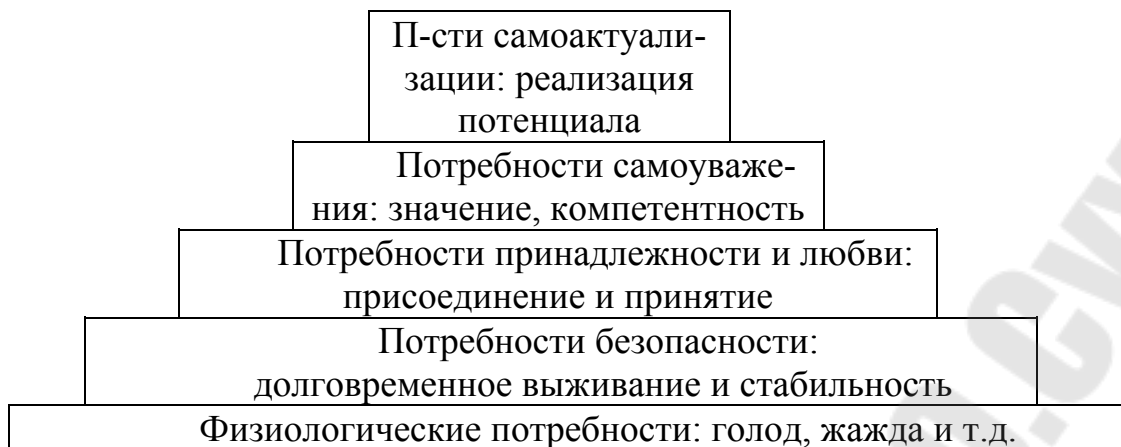 П-сти самоактуали-
зации: реализация
потенциала
Потребности самоуваже-
ния: значение, компетентность
Потребности принадлежности и любви:
присоединение и принятие
Потребности безопасности:
долговременное выживание и стабильность
Физиологические потребности: голод, жажда и т.д.